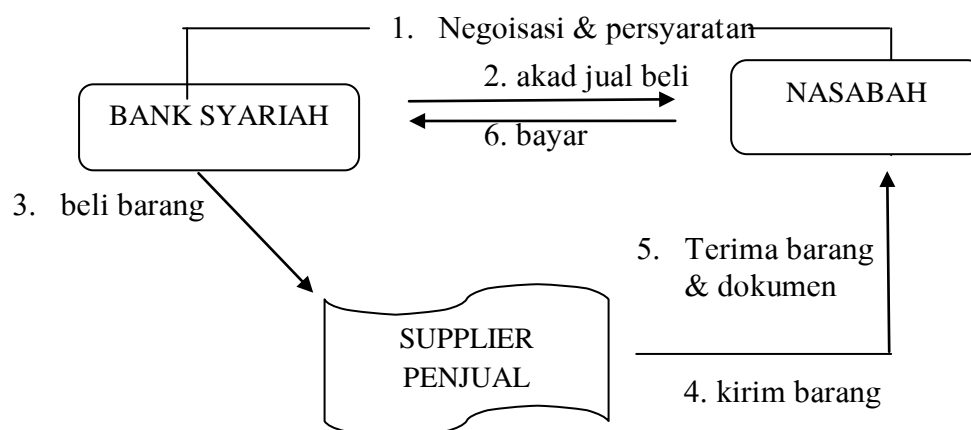 1. Negoisasi & persyaratan
2. akad jual beli
BANK SYARIAH
NASABAH
6. bayar
3. beli barang
5. Terima barang
& dokumen
SUPPLIER
PENJUAL
4. kirim barang